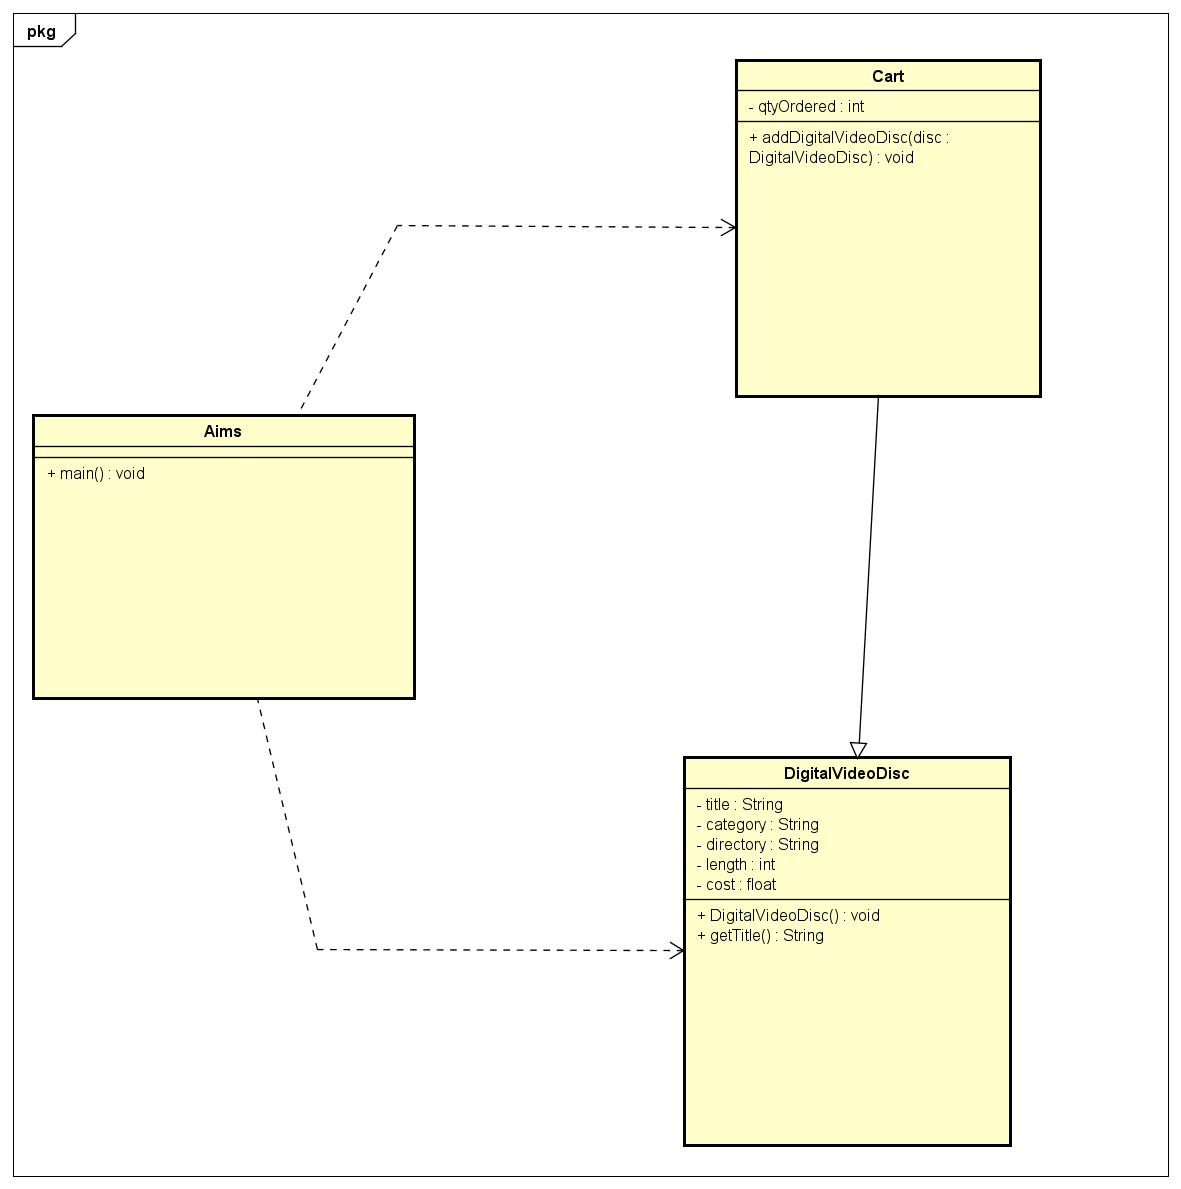 pkg
Cart
- qtyOrdered : int
+ addDigitalVideoDisc(disc :
DigitalVideoDisc) : void
Aims
+ main() : void
DigitalVideoDisc
- title : String
- category : String
- directory : String
- length : int
- cost : float
+ DigitalVideoDisc() : void
+ getTitle() : String